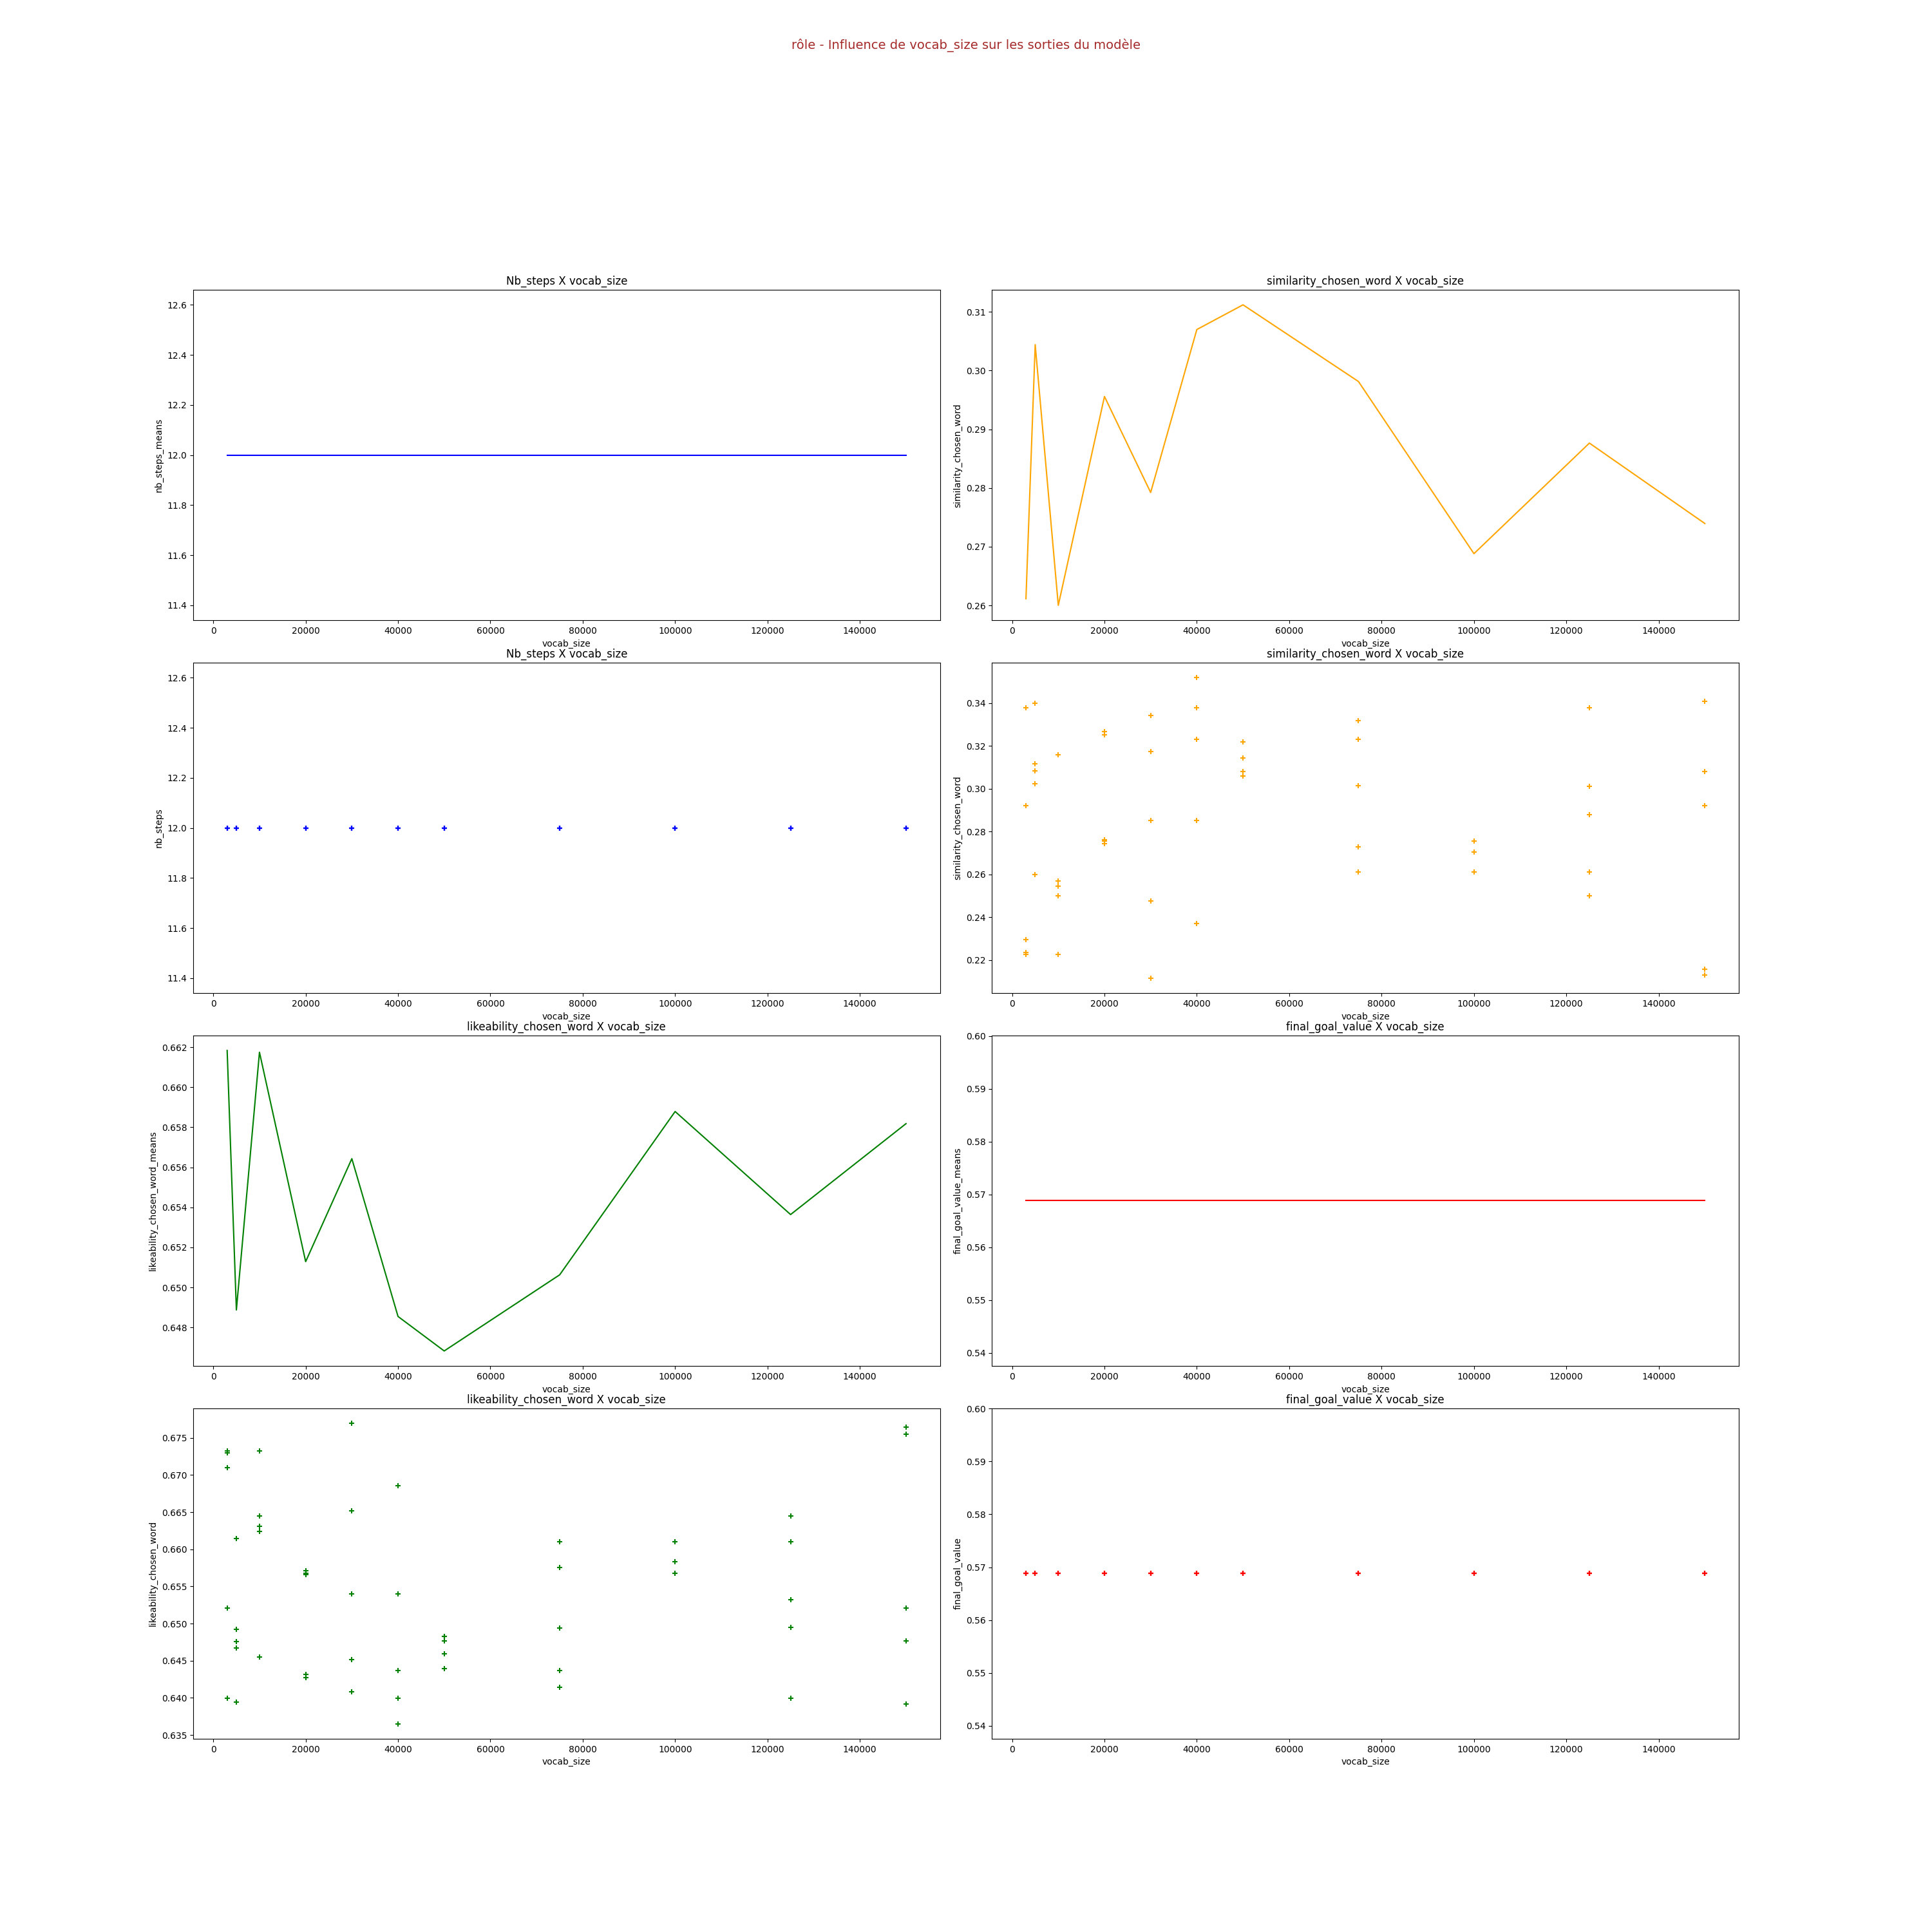 rôle - Influence de vocab_size sur les sorties du modèle
Nb_steps X vocab_size
12.6
12.4
12.2
12.0
11.8
11.6
11.4
nb_steps_means
0 20000 40000 60000 80000 100000 120000 140000
vocab_size
similarity_chosen_word X vocab_size
0.31
0.30
0.29
0.28
0.27
0.26
similarity_chosen_word
0 20000 40000 60000 80000 100000 120000 140000
vocab_size
Nb_steps X vocab_size
12.6
12.4
12.2
12.0
11.8
11.6
11.4
nb_steps
0 20000 40000 60000 80000 100000 120000 140000
vocab_size
similarity_chosen_word X vocab_size
0.34
0.32
0.30
0.28
0.26
0.24
0.22
similarity_chosen_word
0 20000 40000 60000 80000 100000 120000 140000
vocab_size
likeability_chosen_word X vocab_size
0.662
0.660
0.658
0.656
0.654
0.652
0.650
0.648
likeability_chosen_word_means
0 20000 40000 60000 80000 100000 120000 140000
vocab_size
final_goal_value X vocab_size
0.60
0.59
0.58
0.57
0.56
0.55
0.54
final_goal_value_means
0 20000 40000 60000 80000 100000 120000 140000
vocab_size
likeability_chosen_word X vocab_size
0.675
0.670
0.665
0.660
0.655
0.650
0.645
0.640
0.635
likeability_chosen_word
0 20000 40000 60000 80000 100000 120000 140000
vocab_size
final_goal_value X vocab_size
0.60
0.59
0.58
0.57
0.56
0.55
0.54
final_goal_value
0 20000 40000 60000 80000 100000 120000 140000
vocab_size